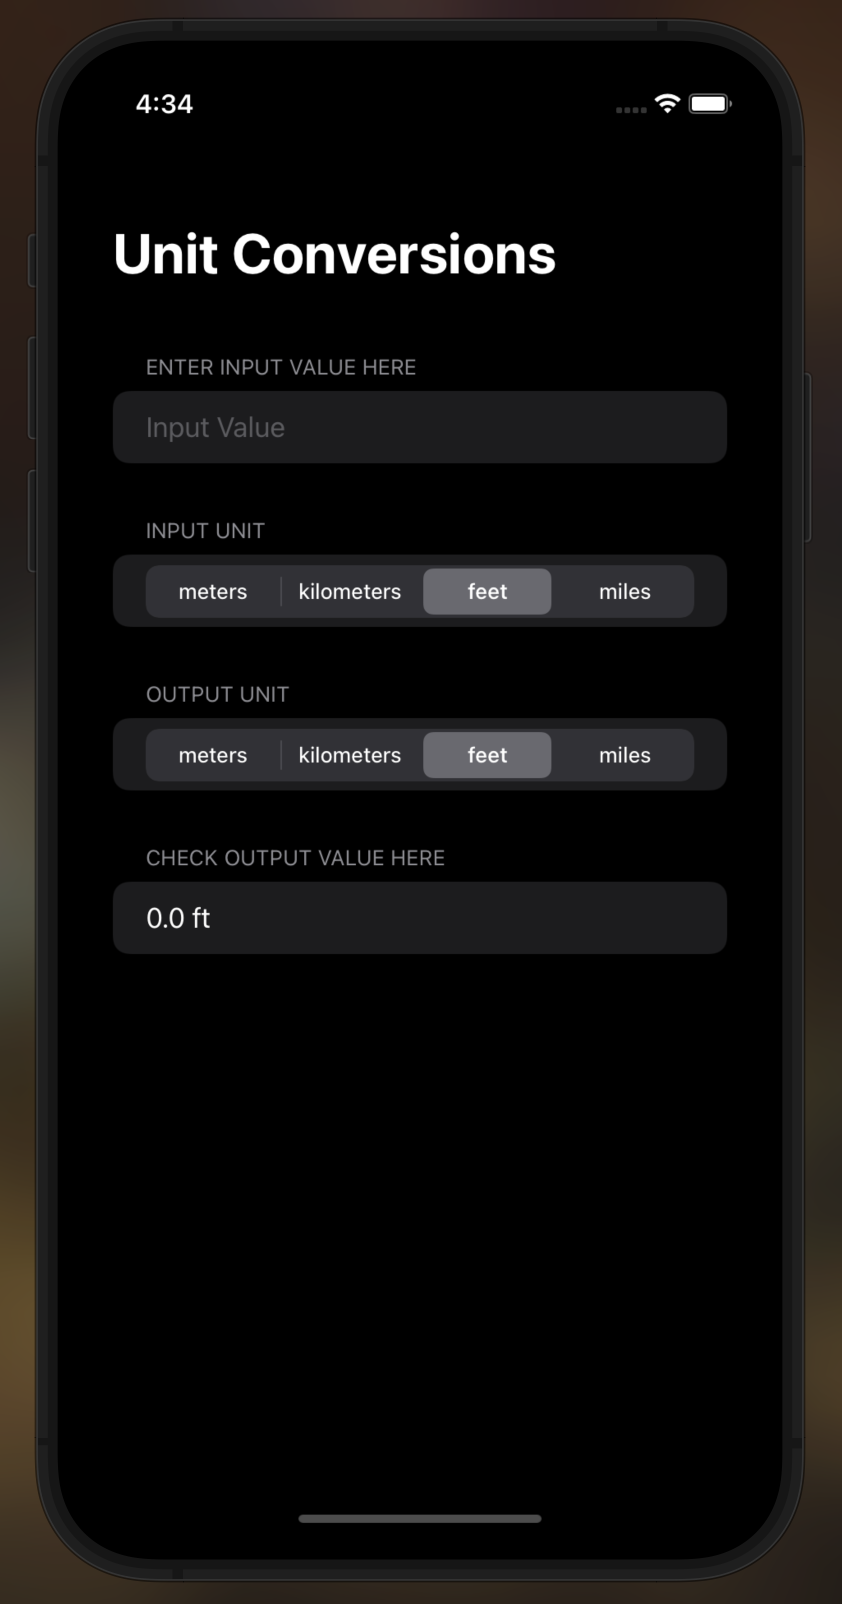 4:34
Unit Conversions
ENTER INPUT VALUE HERE
Input Value
INPUT UNIT
meters kilometers feet miles
OUTPUT UNIT
meters kilometers feet miles
CHECK OUTPUT VALUE HERE
0.0 ft